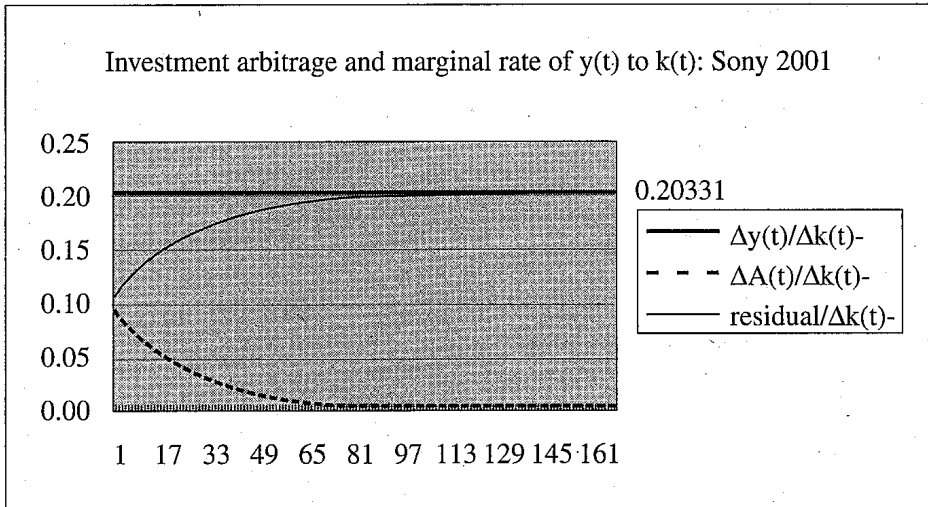 Investment arbitrage and marginal rate of y(t) to k(t): Sony 2001
0.25
0.20
0.15
0.10
0.05
0.00
1 17 33 49 65 81 97 113 129 145 161
0.20331
Δy(t)/Δk(t)-
ΔA(t)/Δk(t)-
residual/Δk(t)-